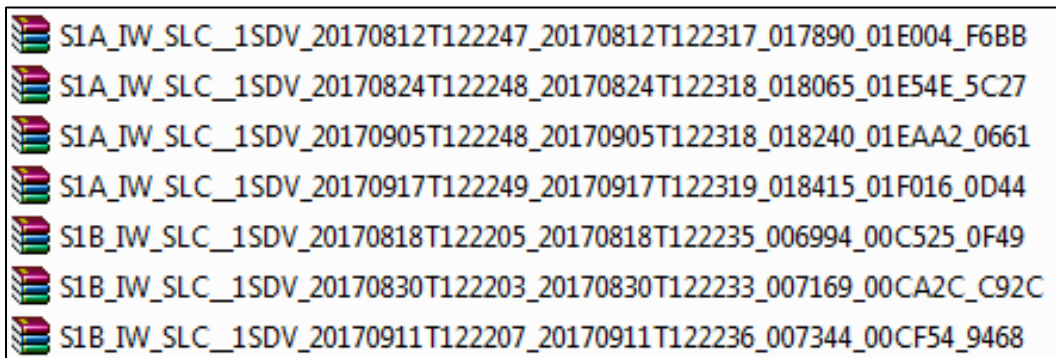 S1A_IW_SLC__1SDV_20170812T122247_20170812T122317_017890_01E004_F6BB
S1A_IW_SLC__1SDV_20170824T122248_20170824T122318_018065_01E54E_5C27
S1A_IW_SLC__1SDV_20170905T122248_20170905T122318_018240_01EAA2_0661
S1A_IW_SLC__1SDV_20170917T122249_20170917T122319_018415_01F016_0D44
S1B_IW_SLC__1SDV_20170818T122205_20170818T122235_006994_00C525_0F49
S1B_IW_SLC__1SDV_20170830T122203_20170830T122233_007169_00CA2C_C92C
S1B_IW_SLC__1SDV_20170911T122207_20170911T122236_007344_00CF54_9468